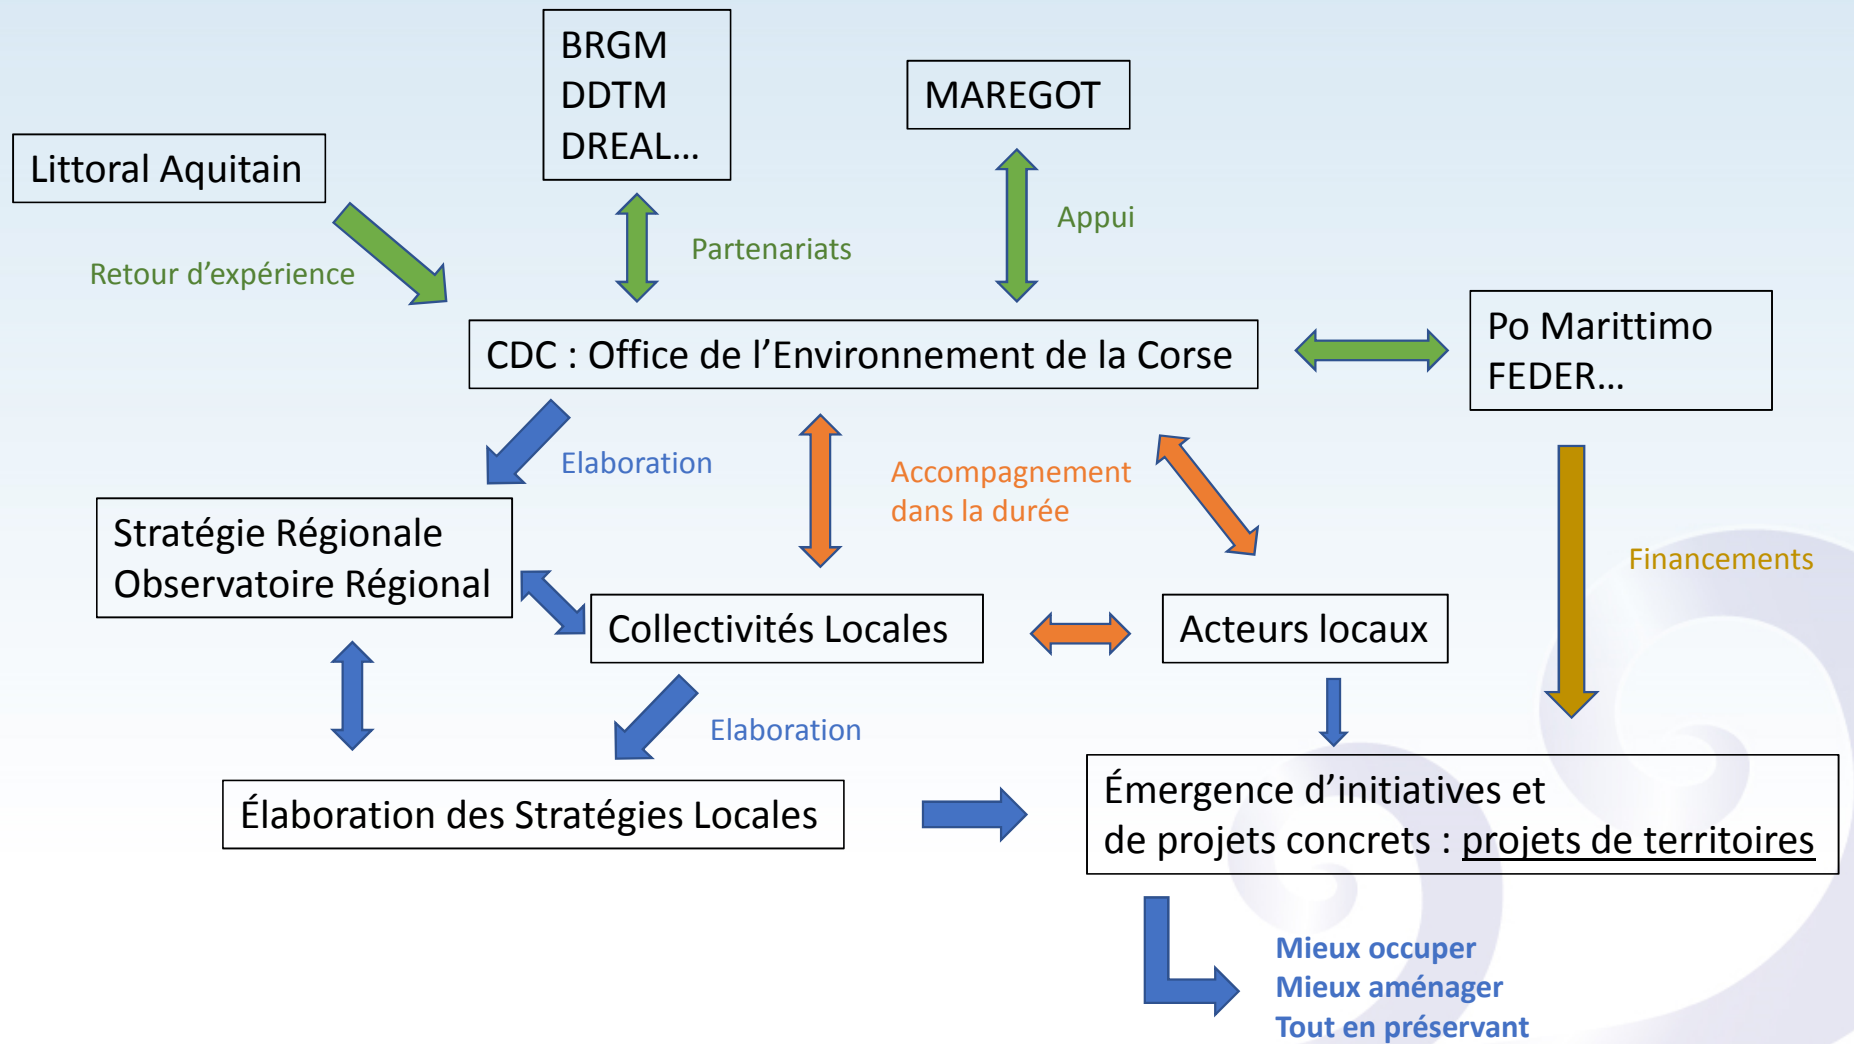 BRGM
DDTM
DREAL...
MAREGOT
Littoral Aquitain
Appui
Partenariats
Retour d’expérience
CDC : Office de l’Environnement de la Corse
Po Marittimo
FEDER...
Elaboration
Accompagnement
dans la durée
Stratégie Régionale
Observatoire Régional
Financements
Collectivités Locales
Acteurs locaux
Elaboration
Élaboration des Stratégies Locales
Émergence d’initiatives et
de projets concrets : projets de territoires
Mieux occuper
Mieux aménager
Tout en préservant